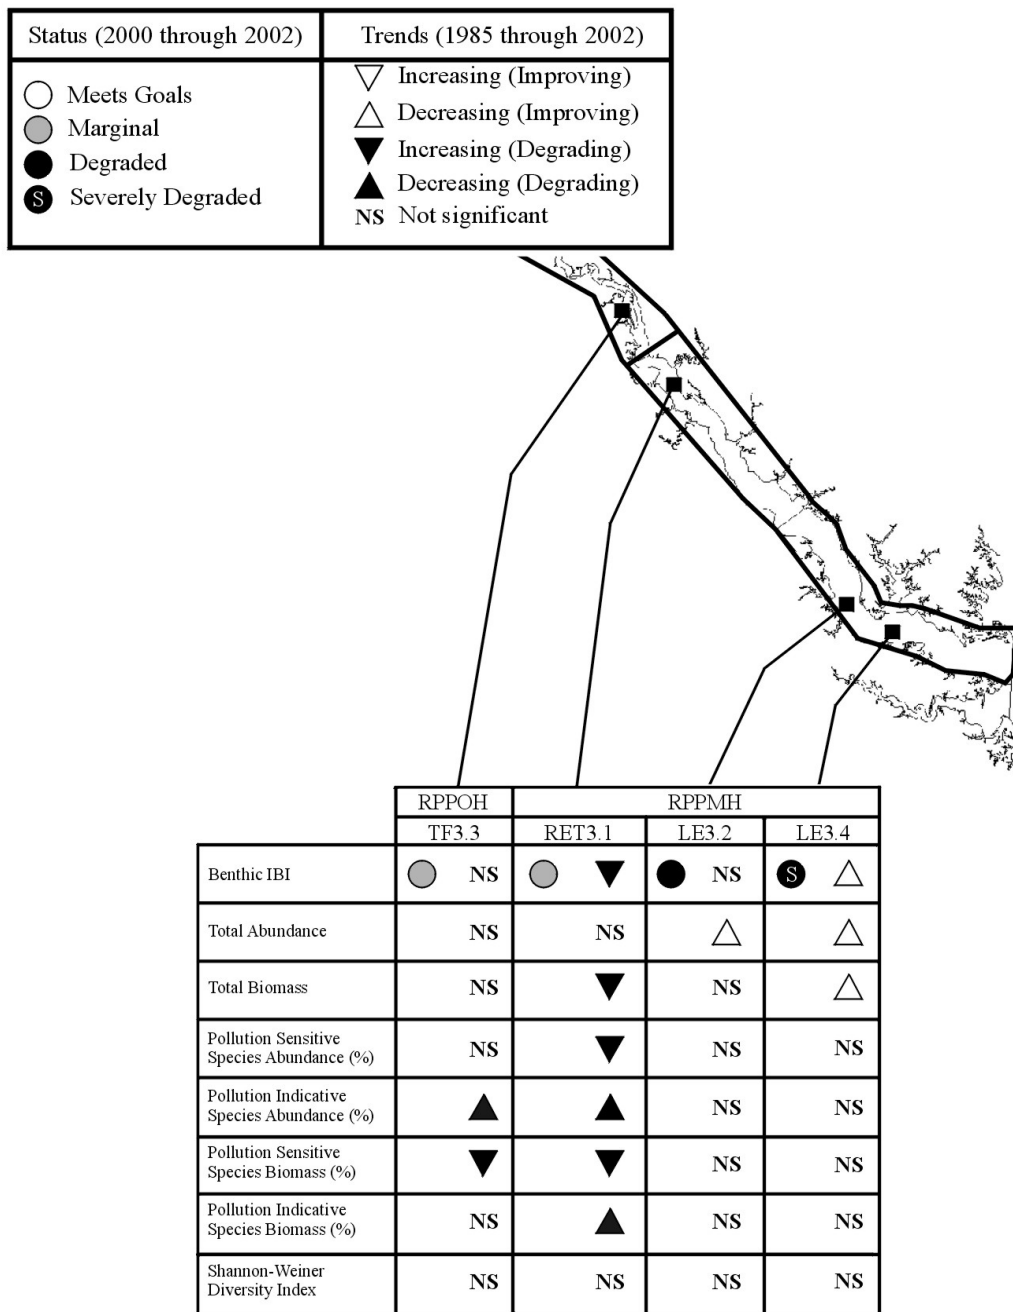 Status (2000 through 2002)
Trends (1985 through 2002)
Meets Goals
Marginal
Degraded
S Severely Degraded
Increasing (Improving)
Decreasing (Improving)
Increasing (Degrading)
Decreasing (Degrading)
NS Not significant
RPPOH RPPMH
TF3.3 RET3.1 LE3.2 LE3.4
Benthic IBI NS NS S
Total Abundance NS NS
Total Biomass NS NS
Pollution Sensitive
Species Abundance (%) NS NS NS
Pollution Indicative
Species Abundance (%) NS NS
Pollution Sensitive
Species Biomass (%) NS NS
Pollution Indicative
Species Biomass (%) NS NS NS
Shannon-Weiner
Diversity Index NS NS NS NS